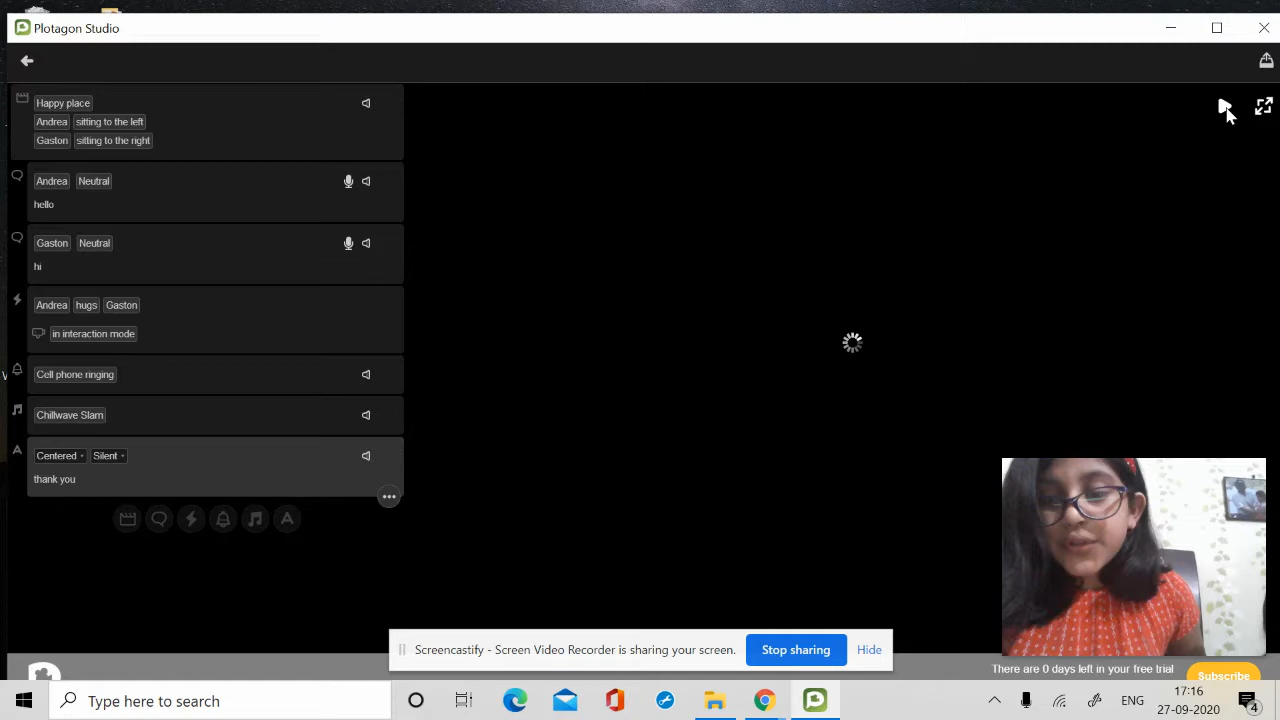 Plotagon Studio
Happy place
Andrea sitting to the left
Gaston sitting to the right
Andrea Neutral
hello
Gaston Neutral
hi
Andrea hugs Gaston
in interaction mode
Cell phone ringing
Chillwave Slam
Centered Silent
thank you
Screencastify - Screen Video Recorder is sharing your screen. Stop sharing Hide
There are 0 days left in your free trial
Subscribe
Type here to search
ENG
17:16
27-09-2020
4